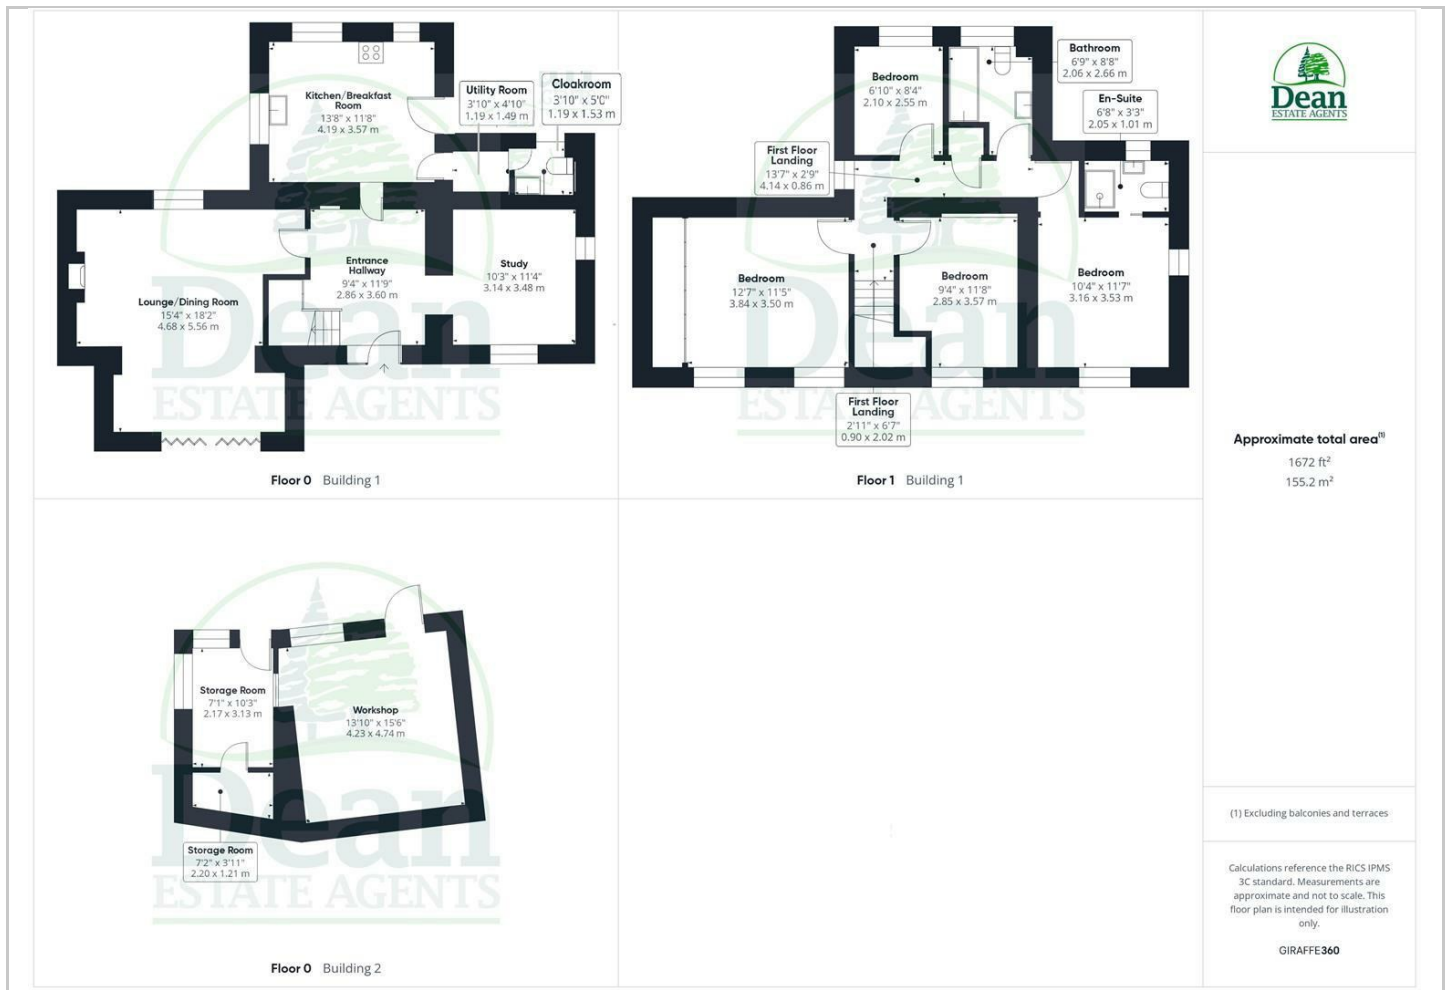 Kitchen/Breakfast
Room
13'8" x 11'8"
4.19 x 3.57 m
Utility Room
3'10" x 4'10"
1.19 x 1.49 m
Cloakroom
3'10" x 5'0"
1.19 x 1.53 m
Entrance
Hallway
9'4" x 11'9"
2.86 x 3.60 m
Study
10'3" x 11'4"
3.14 x 3.48 m
Lounge/Dining Room
15'4" x 18'2"
4.68 x 5.56 m
Dean
ESTATE AGENTS
Floor 0 Building 1
Bedroom
6'10" x 8'4"
2.10 x 2.55 m
Bathroom
6'9" x 8'8"
2.06 x 2.66 m
En-Suite
6'8" x 3'3"
2.05 x 1.01 m
First Floor
Landing
13'7" x 2'9"
4.14 x 0.86 m
Bedroom
12'7" x 11'5"
3.84 x 3.50 m
Bedroom
9'4" x 11'8"
2.85 x 3.57 m
Bedroom
10'4" x 11'7"
3.16 x 3.53 m
First Floor
Landing
2'11" x 6'7"
0.90 x 2.02 m
Dean
ESTATE AGENTS
Floor 1 Building 1
Storage Room
7'1" x 10'3"
2.17 x 3.13 m
Workshop
13'10" x 15'6"
4.23 x 4.74 m
Storage Room
7'2" x 3'11"
2.20 x 1.21 m
Dean
ESTATE AGENTS
Floor 0 Building 2
Dean
ESTATE AGENTS
Approximate total area(1)
1672 ft²
155.2 m²
(1) Excluding balconies and terraces
Calculations reference the RICS IPMS
3C standard. Measurements are
approximate and not to scale. This
floor plan is intended for illustration
only.
GIRAFFE360